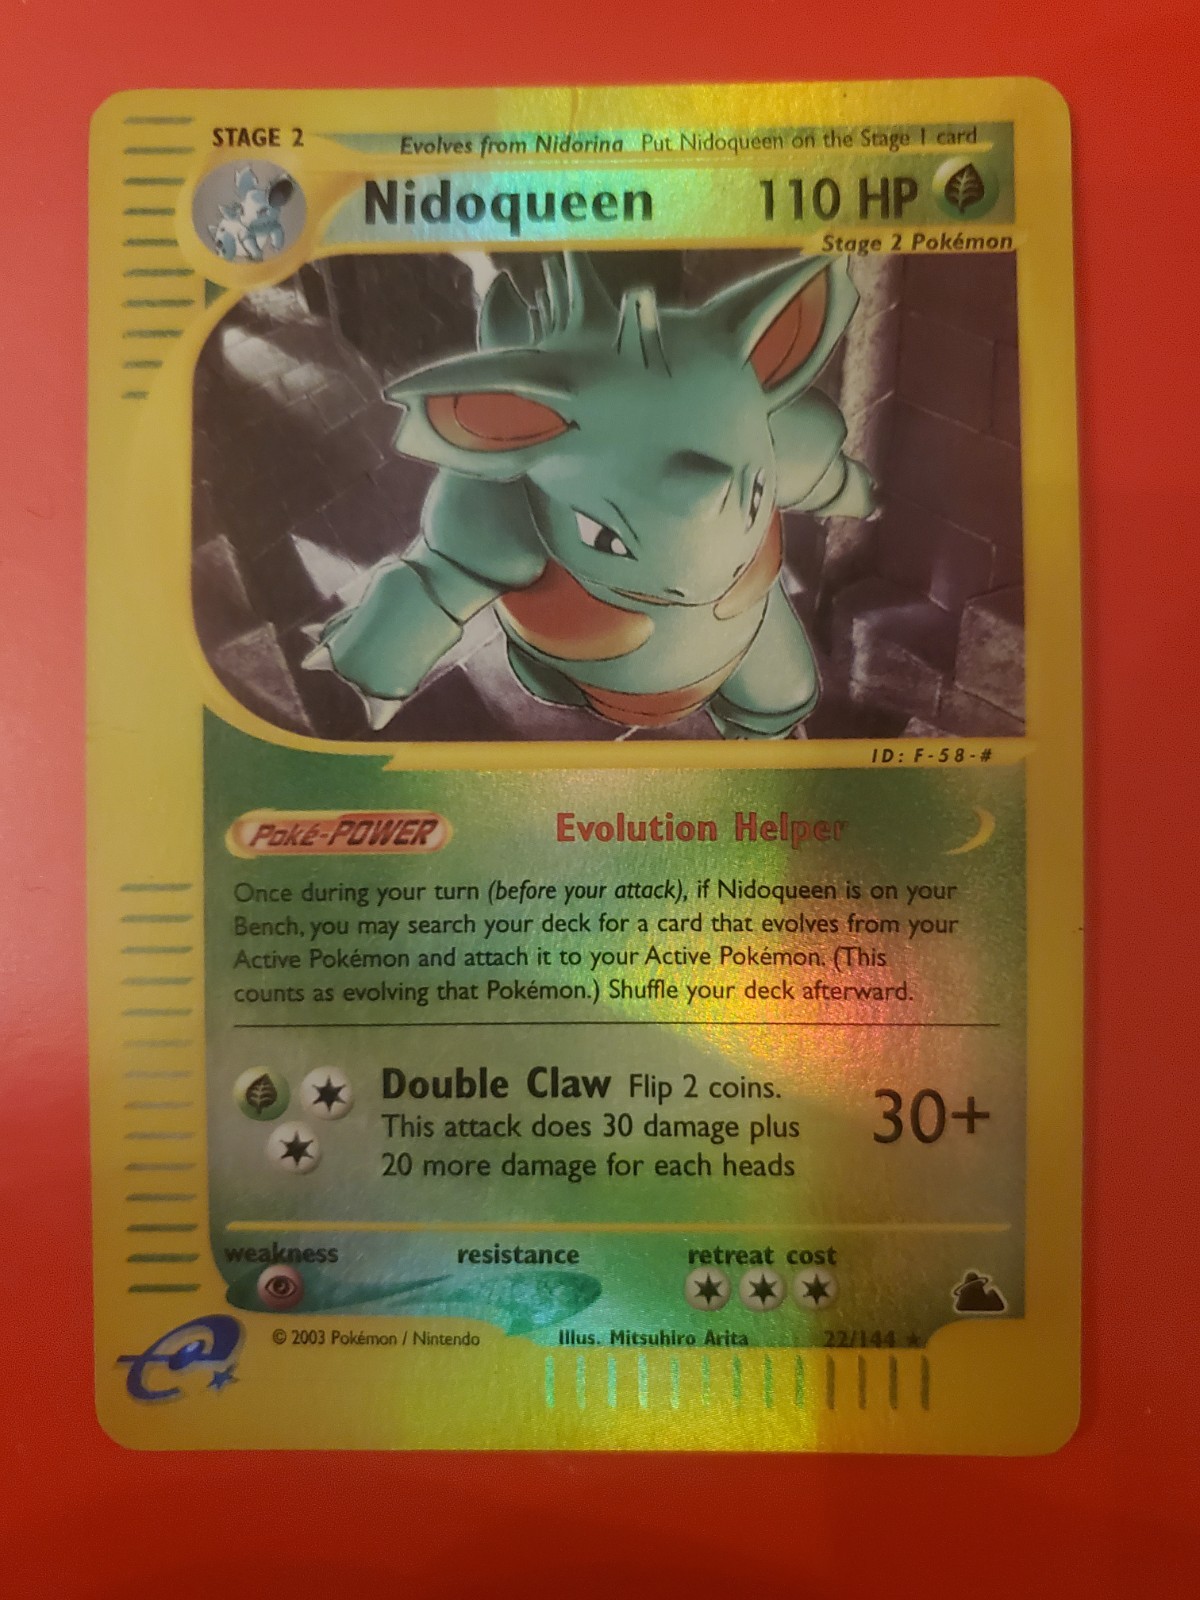 STAGE 2
Evolves from Nidorina Put Nidoqueen on the Stage 1 card
Nidoqueen 110 HP
Stage 2 Pokémon
ID: F-58-#
Poké-POWER Evolution Helper
Once during your turn (before your attack), if Nidoqueen is on your
Bench, you may search your deck for a card that evolves from your
Active Pokémon and attach it to your Active Pokémon. (This
counts as evolving that Pokémon.) Shuffle your deck afterward.
Double Claw Flip 2 coins.
This attack does 30 damage plus
20 more damage for each heads
30+
weakness resistance retreat cost
© 2003 Pokémon / Nintendo Illus. Mitsuhiro Arita 22/144 ★
e